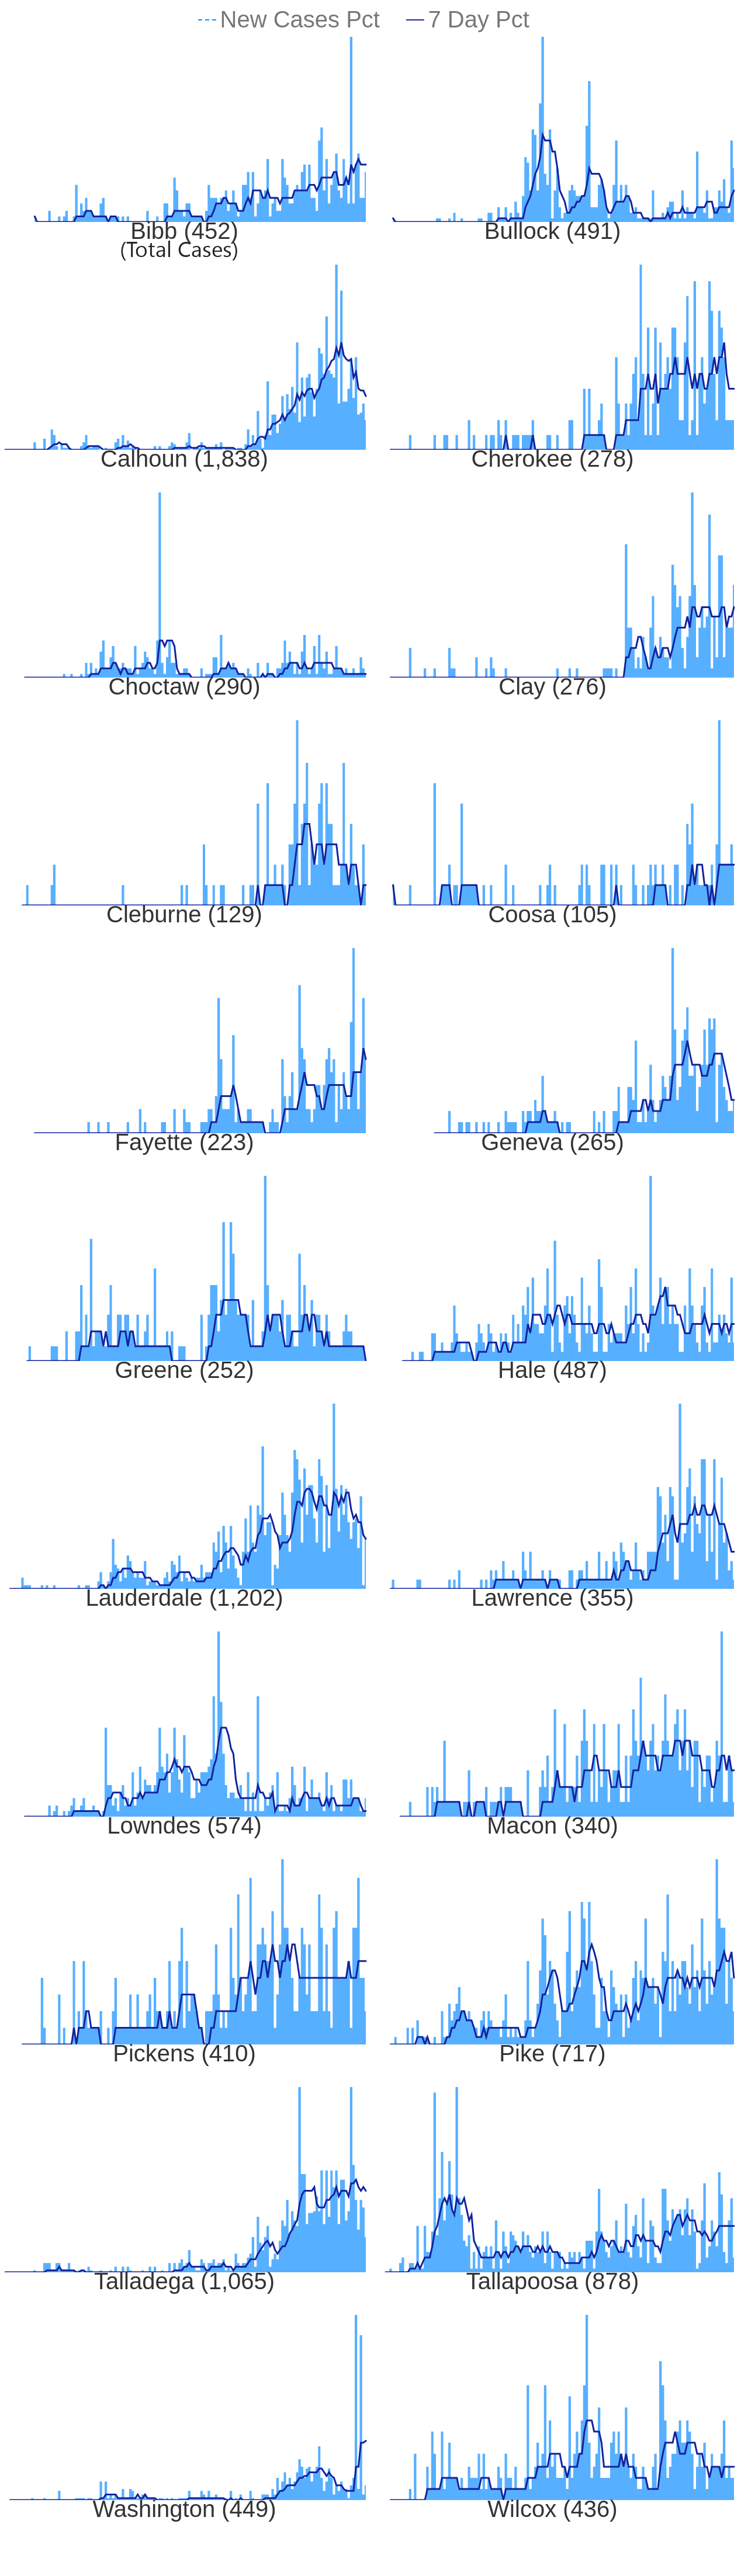 New Cases Pct 7 Day Pct
Bibb (452) Bullock (491)
(Total Cases)
Calhoun (1,838) Cherokee (278)
Choctaw (290) Clay (276)
Cleburne (129) Coosa (105)
Fayette (223) Geneva (265)
Greene (252) Hale (487)
Lauderdale (1,202) Lawrence (355)
Lowndes (574) Macon (340)
Pickens (410) Pike (717)
Talladega (1,065) Tallapoosa (878)
Washington (449) Wilcox (436)